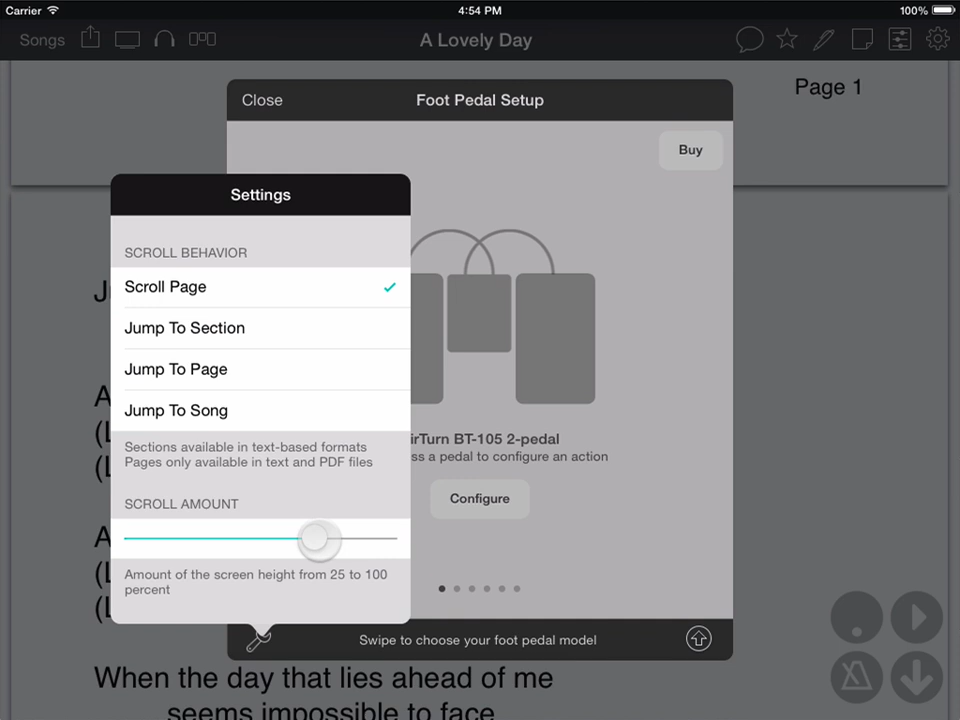 Carrier 4:54 PM 100%
Songs A Lovely Day
Page 1
Close Foot Pedal Setup
Buy
Settings
SCROLL BEHAVIOR
Scroll Page
Jump To Section
Jump To Page
Jump To Song
Sections available in text-based formats
Pages only available in text and PDF files
SCROLL AMOUNT
Amount of the screen height from 25 to 100
percent
irTurn BT-105 2-pedal
ss a pedal to configure an action
Configure
Swipe to choose your foot pedal model
J
A
(L
(L
A
(L
(L
When the day that lies ahead of me
seems impossible to face